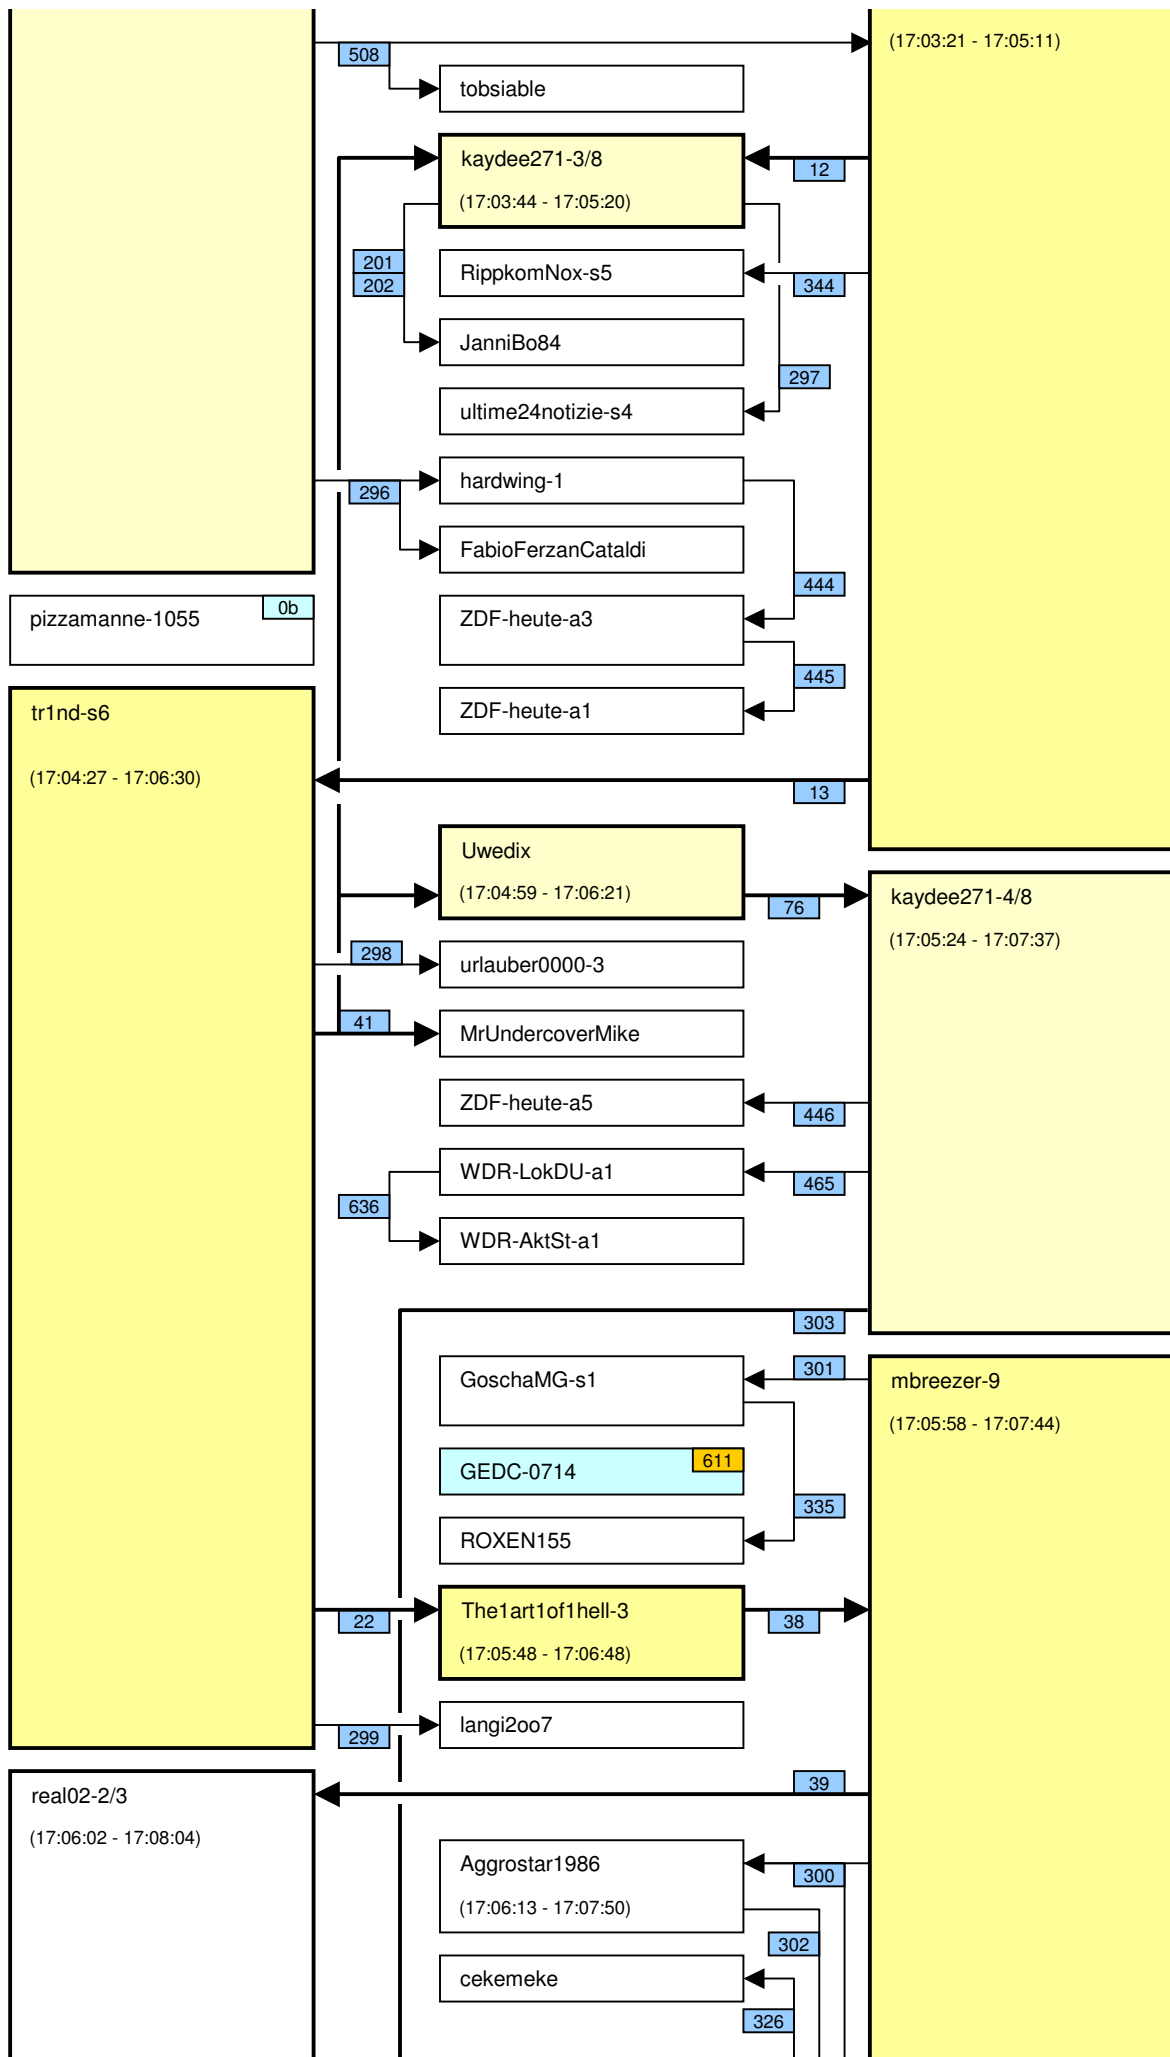 (17:03:21 - 17:05:11)
508
tobsiable
kaydee271-3/8
12
(17:03:44 - 17:05:20)
201
RippkomNox-s5
202
344
JanniBo84
297
ultime24notizie-s4
hardwing-1
296
FabioFerzanCataldi
444
0b
pizzamanne-1055
ZDF-heute-a3
445
tr1nd-s6
ZDF-heute-a1
(17:04:27 - 17:06:30)
13
Uwedix
(17:04:59 - 17:06:21)
76
kaydee271-4/8
(17:05:24 - 17:07:37)
298
urlauber0000-3
41
MrUndercoverMike
ZDF-heute-a5
446
WDR-LokDU-a1
465
636
WDR-AktSt-a1
303
301
GoschaMG-s1
mbreezer-9
(17:05:58 - 17:07:44)
611
GEDC-0714
335
ROXEN155
The1art1of1hell-3
22
38
(17:05:48 - 17:06:48)
langi2oo7
299
39
real02-2/3
(17:06:02 - 17:08:04)
Aggrostar1986
300
(17:06:13 - 17:07:50)
302
cekemeke
326